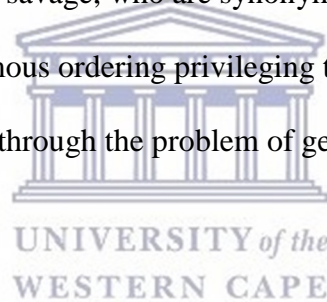 savage, who are synonym
nous ordering privileging t
through the problem of ge
UNIVERSITY of the
WESTERN CAPE